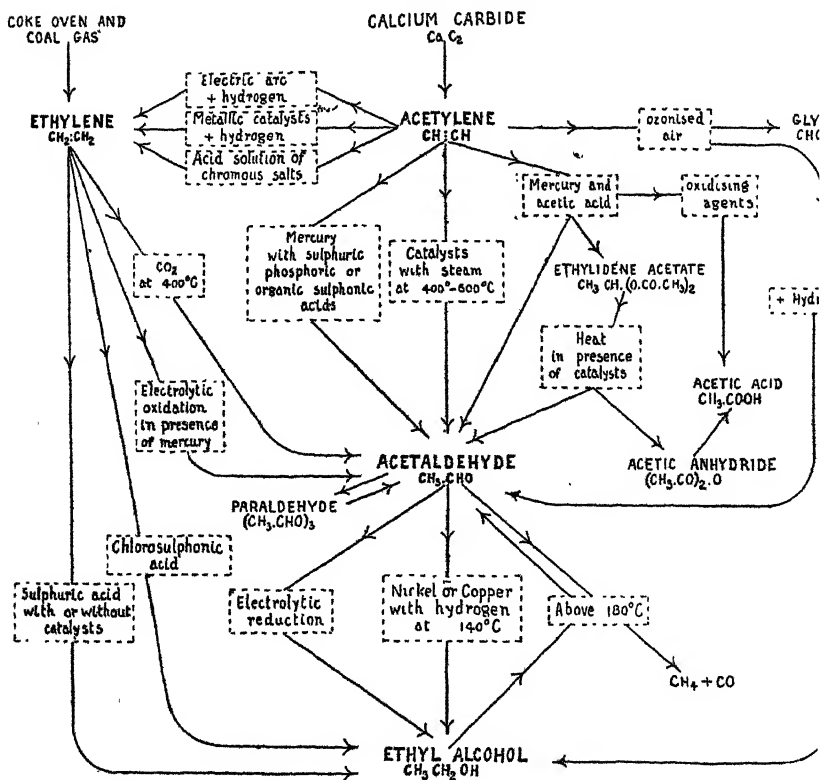 COKE OVEN AND
COAL GAS
CALCIUM CARBIDE
CaC2
Electric arc
+ hydrogen
ETHYLENE
CH2:CH2
Metallic catalysts
+ hydrogen
ACETYLENE
CH:CH
ozonised
air
GLY
CHO
Acid solution of
chromous salts
Mercury and
acetic acid
oxidising
agents
Mercury
with sulphuric
phosphoric or
organic sulphonic
acids
Catalysts
with steam
at 400°-600°C
CO2
at 400°C
ETHYLIDENE ACETATE
CH3 CH.(O.CO.CH3)2
+ Hydr
Heat
in presence
of catalysts
Electrolytic
oxidation
in presence
of mercury
ACETIC ACID
CH3.COOH
ACETALDEHYDE
CH3.CHO
ACETIC ANHYDRIDE
(CH3.CO)2.O
PARALDEHYDE
(CH3.CHO)3
Chlorosulphonic
acid
Sulphuric acid
with or without
catalysts
Electrolytic
reduction
Nickel or Copper
with hydrogen
at 140°C
Above 180°C
CH4 + CO
ETHYL ALCOHOL
CH3 CH2 OH